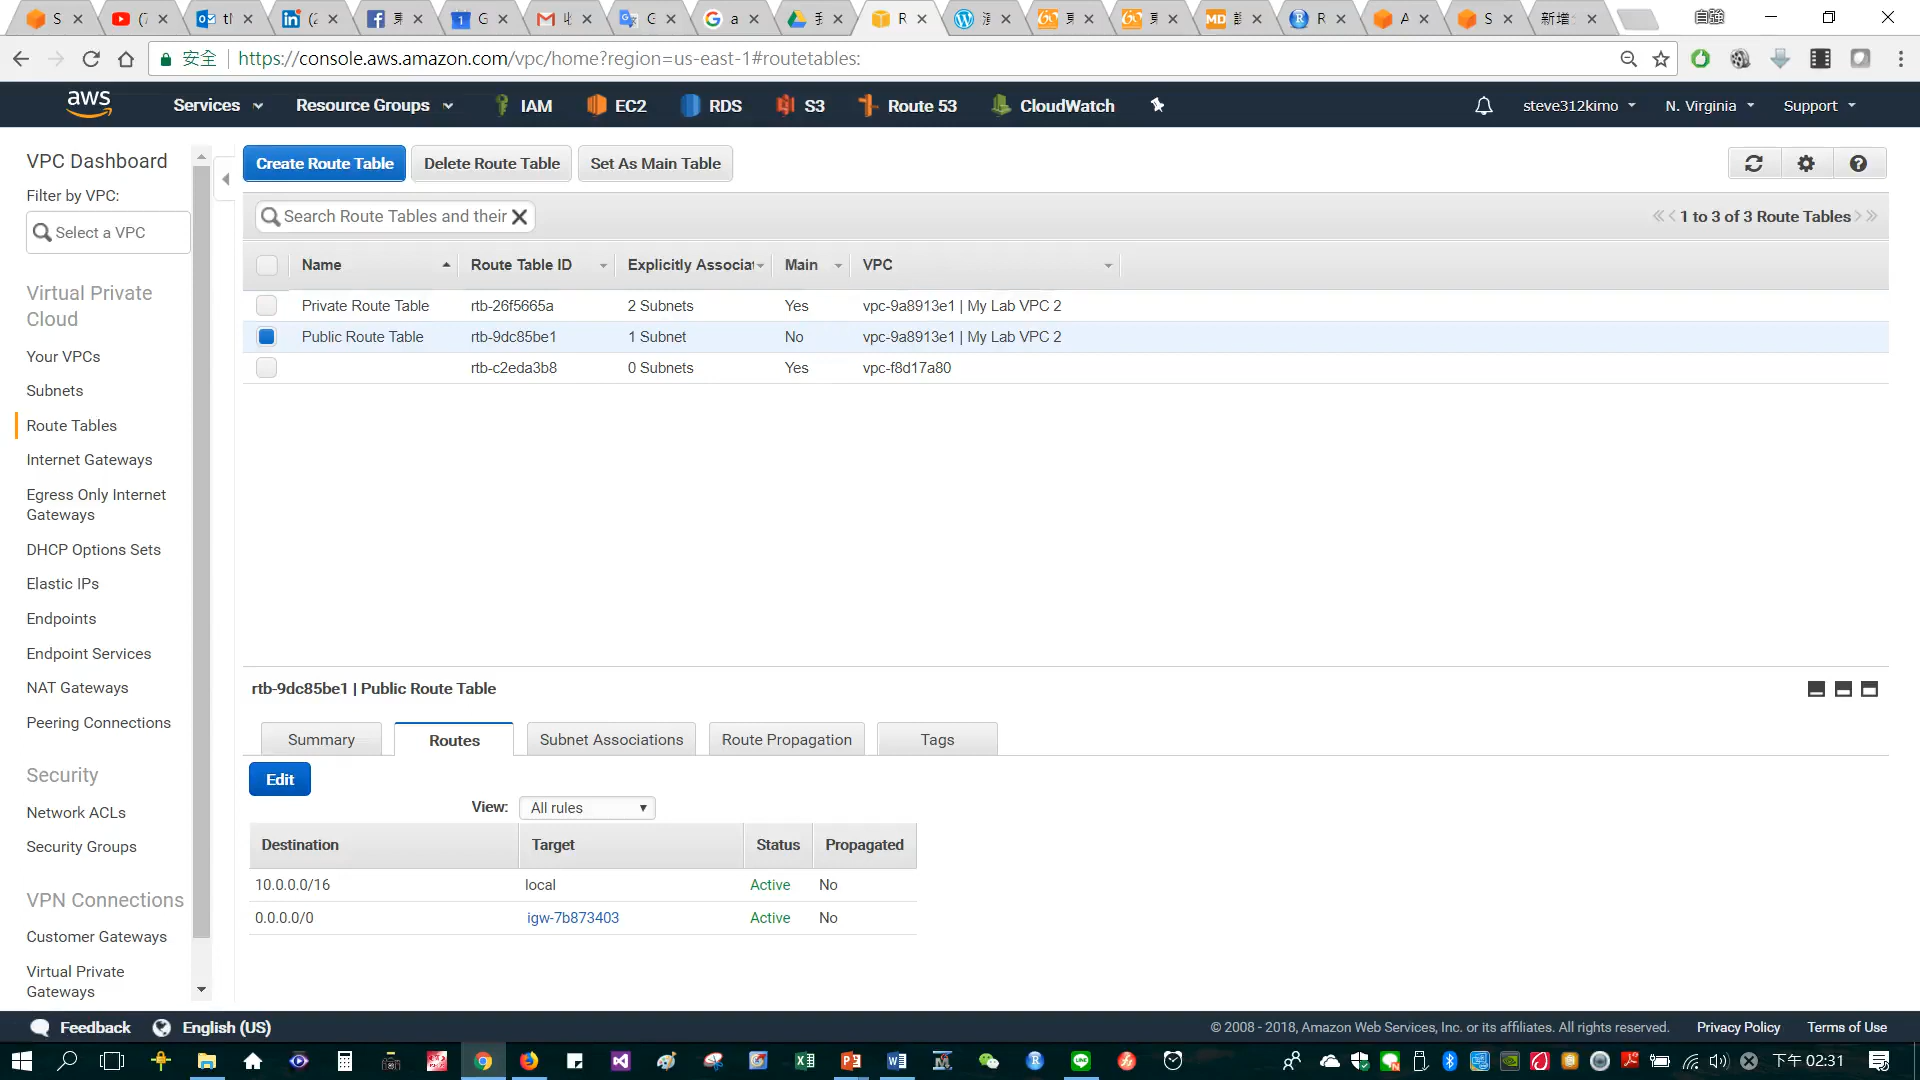 自強
安全 | https://console.aws.amazon.com/vpc/home?region=us-east-1#routetables:
aws Services Resource Groups IAM EC2 RDS S3 Route 53 CloudWatch steve312kimo N. Virginia Support
VPC Dashboard
Filter by VPC:
Select a VPC
Virtual Private
Cloud
Your VPCs
Subnets
Route Tables
Internet Gateways
Egress Only Internet
Gateways
DHCP Options Sets
Elastic IPs
Endpoints
Endpoint Services
NAT Gateways
Peering Connections
Security
Network ACLs
Security Groups
VPN Connections
Customer Gateways
Virtual Private
Gateways
Create Route Table Delete Route Table Set As Main Table
Search Route Tables and their
1 to 3 of 3 Route Tables
Name Route Table ID Explicitly Associat Main VPC
Private Route Table rtb-26f5665a 2 Subnets Yes vpc-9a8913e1 | My Lab VPC 2
Public Route Table rtb-9dc85be1 1 Subnet No vpc-9a8913e1 | My Lab VPC 2
rtb-c2eda3b8 0 Subnets Yes vpc-f8d17a80
rtb-9dc85be1 | Public Route Table
Summary Routes Subnet Associations Route Propagation Tags
Edit
View: All rules
Destination Target Status Propagated
10.0.0.0/16 local Active No
0.0.0.0/0 igw-7b873403 Active No
Feedback English (US) © 2008 - 2018, Amazon Web Services, Inc. or its affiliates. All rights reserved. Privacy Policy Terms of Use
下午 02:31